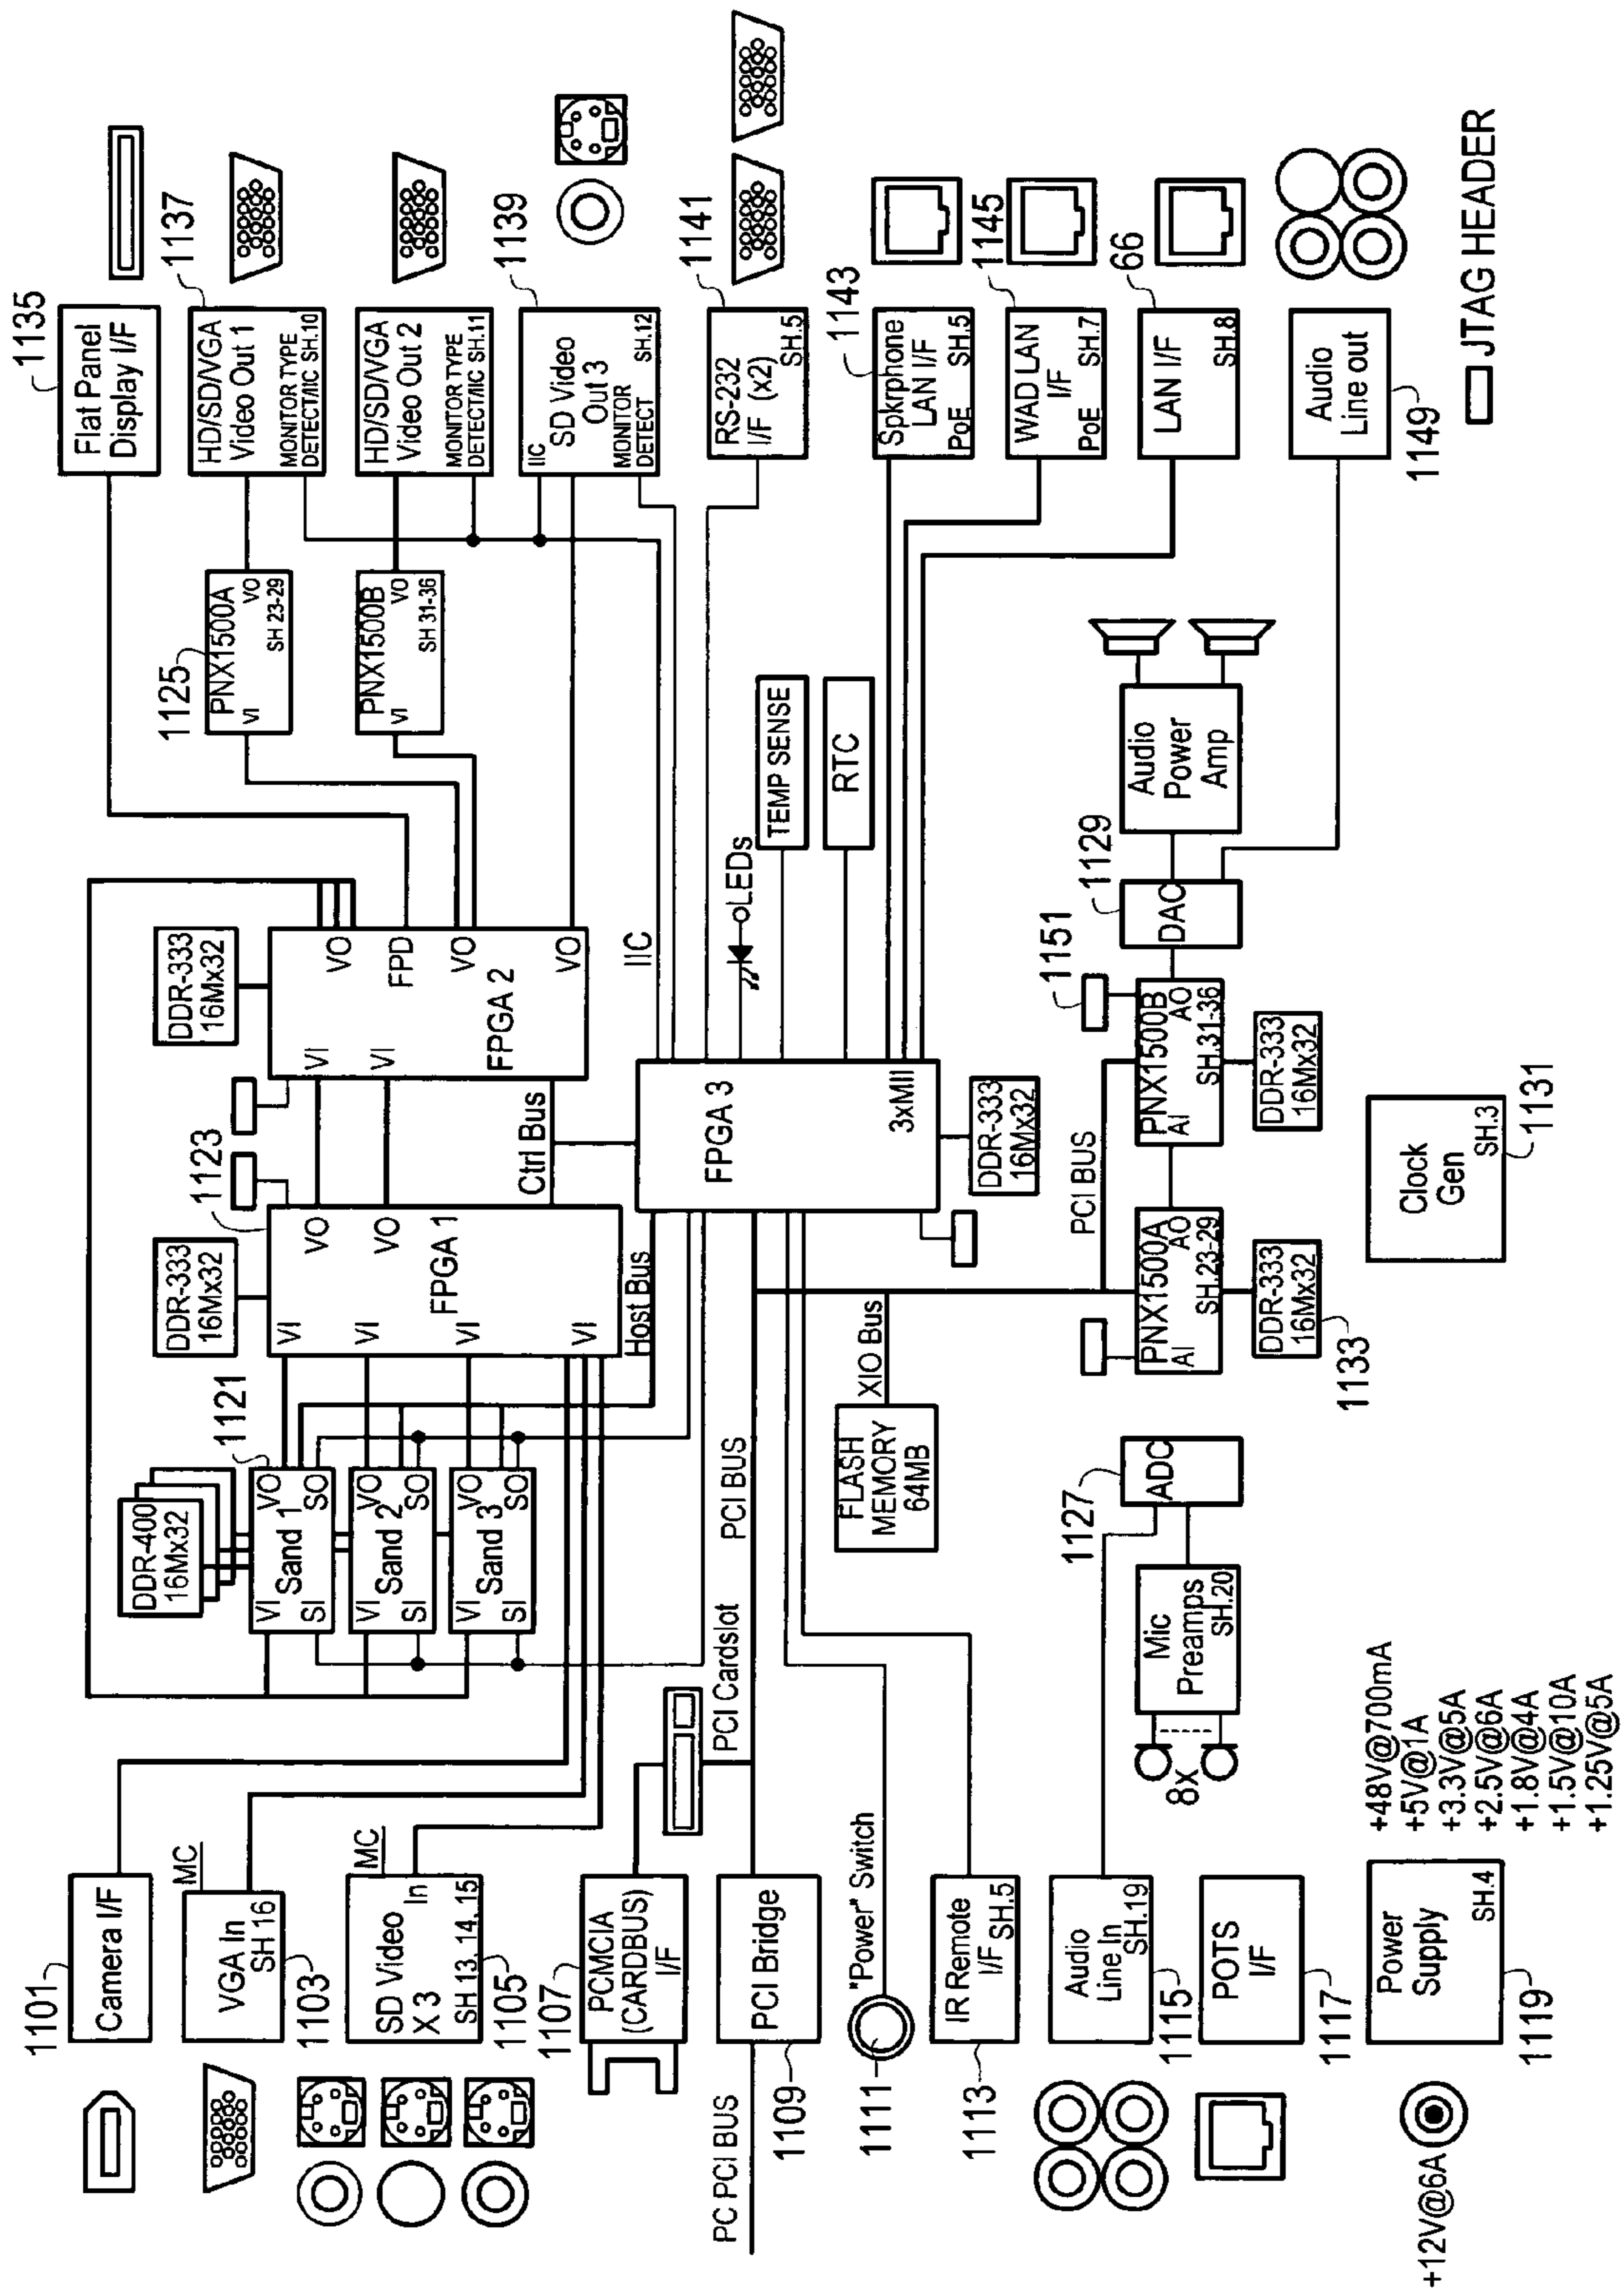 1101
Camera I/F
MC
VGA In
SH 16
1103
MC
SD Video
In
X 3
SH 13, 14, 15
1105
1107
PCMCIA
(CARDBUS)
I/F
PC PCI BUS
PCI Bridge
1109
PCI Cardslot
PCI BUS
1111
"Power" Switch
IR Remote
I/F
SH.5
1113
Audio
Line In
SH.19
1115
POTS
I/F
1117
Power
Supply
SH.4
1119
+12V@6A
+48V@700mA
+5V@1A
+3.3V@5A
+2.5V@6A
+1.8V@4A
+1.5V@10A
+1.25V@5A
8x
Mic
Preamps
SH.20
1127
ADC
DDR-400
16Mx32
1121
VI
VO
Sand 1
SI
SO
VI
VO
Sand 2
SI
SO
VI
VO
Sand 3
SI
SO
FLASH
MEMORY
64MB
XIO Bus
Host Bus
DDR-333
16Mx32
1123
VI
VO
VI
VO
VI
FPGA 1
VI
Ctrl Bus
DDR-333
16Mx32
VI
VO
VI
FPD
VO
FPGA 2
VO
FPGA 3
3xMII
DDR-333
16Mx32
IIC
LEDs
TEMP SENSE
RTC
PCI BUS
PNX1500A
AI
AO
SH.23-29
DDR-333
16Mx32
1133
1151
PNX1500B
AI
AO
SH.31-36
DDR-333
16Mx32
1129
DAC
Audio
Power
Amp
Clock
Gen
SH.3
1131
1125
PNX1500A
VI
VO
SH 23-29
PNX1500B
VI
VO
SH 31-36
1135
Flat Panel
Display I/F
1137
HD/SD/VGA
Video Out 1
MONITOR TYPE
DETECT/IIC SH.10
HD/SD/VGA
Video Out 2
MONITOR TYPE
DETECT/IIC SH.11
1139
IIC
SD Video
Out 3
MONITOR
DETECT
SH.12
1141
RS-232
I/F (x2)
SH.5
1143
Spkrphone
LAN I/F
PoE
SH.5
1145
WAD LAN
I/F
PoE
SH.7
66
LAN I/F
SH.8
Audio
Line out
1149
JTAG HEADER